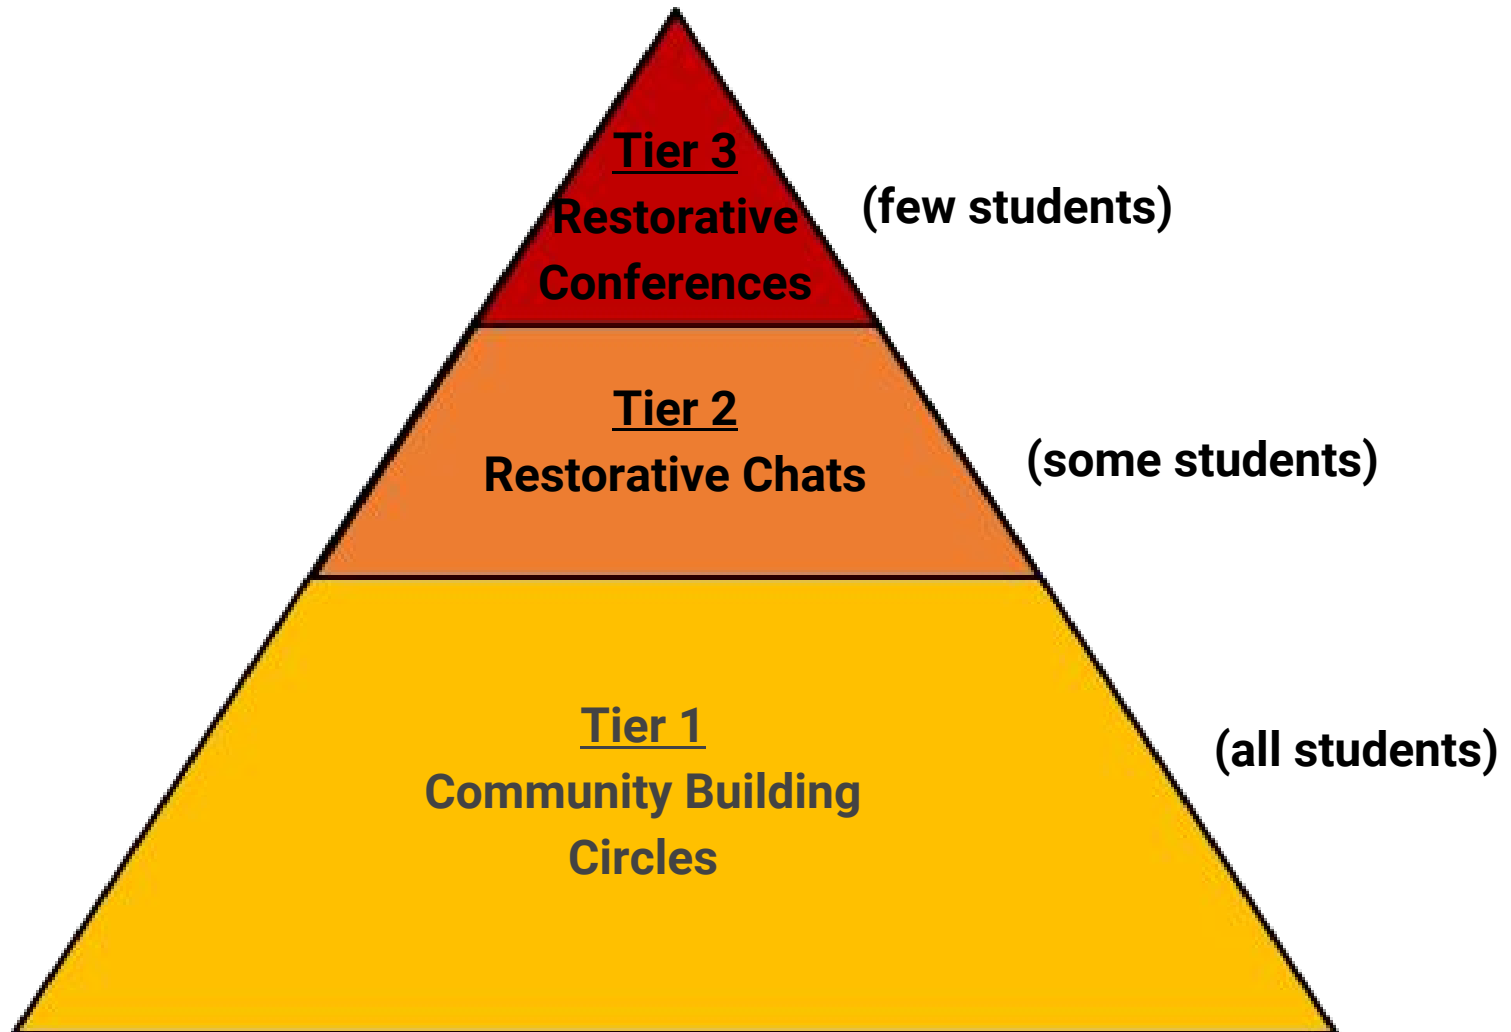 Tier 3
Restorative
Conferences
(few students)
Tier 2
Restorative Chats
(some students)
Tier 1
Community Building
Circles
(all students)